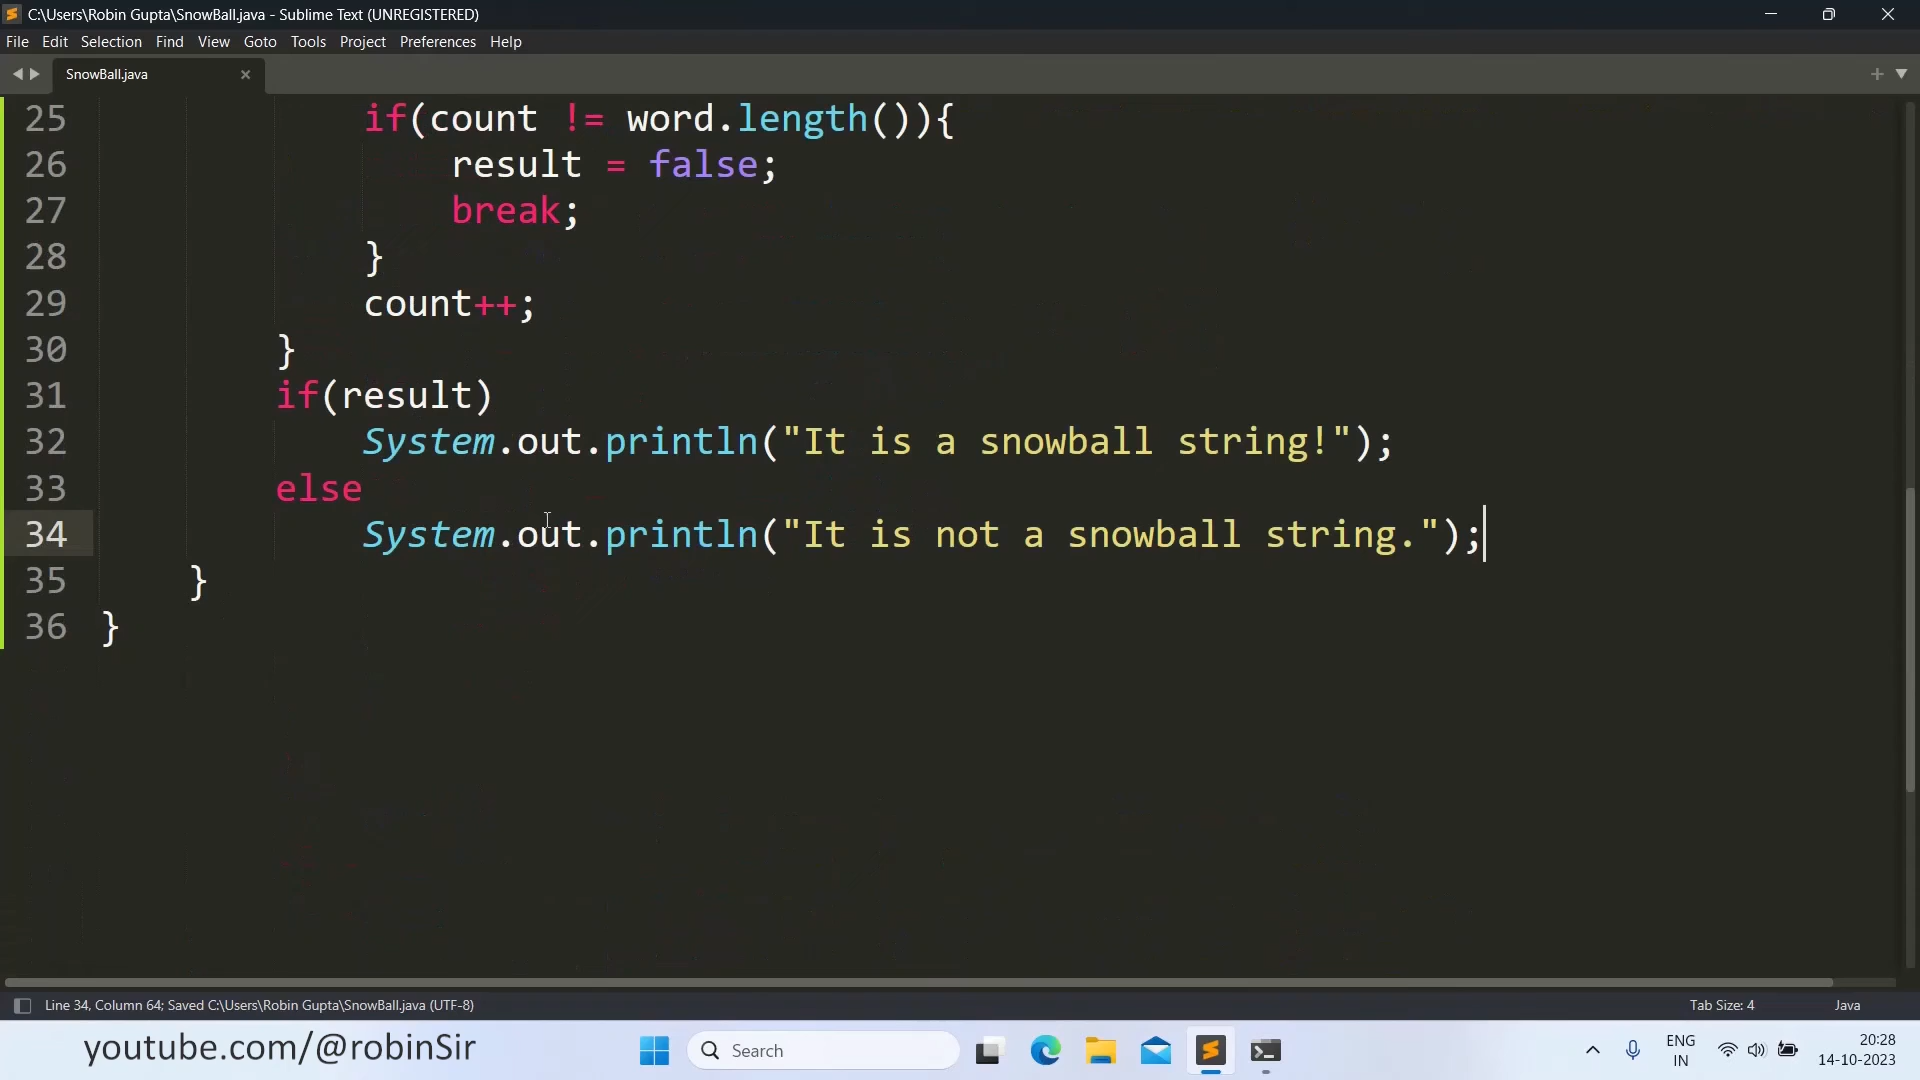 C:\Users\Robin Gupta\SnowBall.java - Sublime Text (UNREGISTERED)
File Edit Selection Find View Goto Tools Project Preferences Help
SnowBall.java
25 if(count != word.length()){
26 result = false;
27 break;
28 }
29 count++;
30 }
31 if(result)
32 System.out.println("It is a snowball string!");
33 else
34 System.out.println("It is not a snowball string.");
35 }
36 }
Line 34, Column 64; Saved C:\Users\Robin Gupta\SnowBall.java (UTF-8) Tab Size: 4 Java
youtube.com/@robinSir
Search
ENG
IN
20:28
14-10-2023